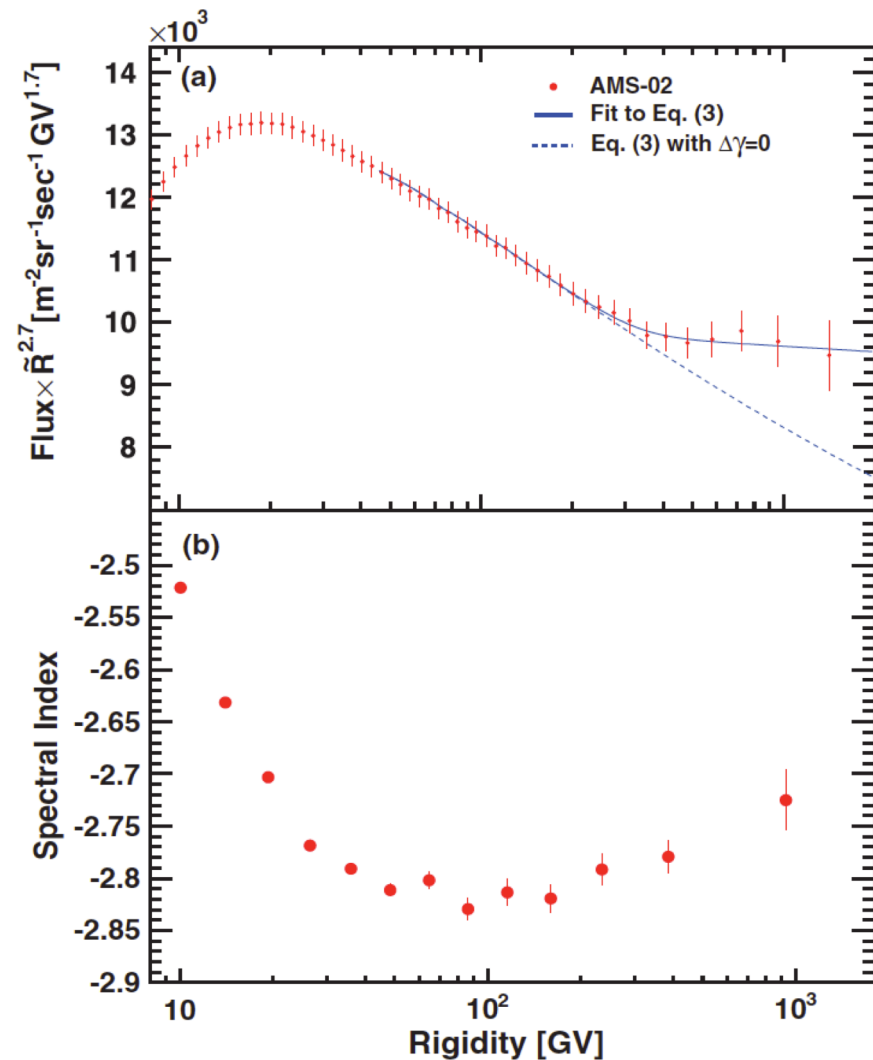 ×10³
(a)
AMS-02
Fit to Eq. (3)
Eq. (3) with Δγ=0
14
13
12
11
10
9
8
Flux×R̃²·⁷[m⁻²sr⁻¹sec⁻¹GV¹·⁷]
(b)
-2.5
-2.55
-2.6
-2.65
-2.7
-2.75
-2.8
-2.85
-2.9
Spectral Index
10
10²
10³
Rigidity [GV]